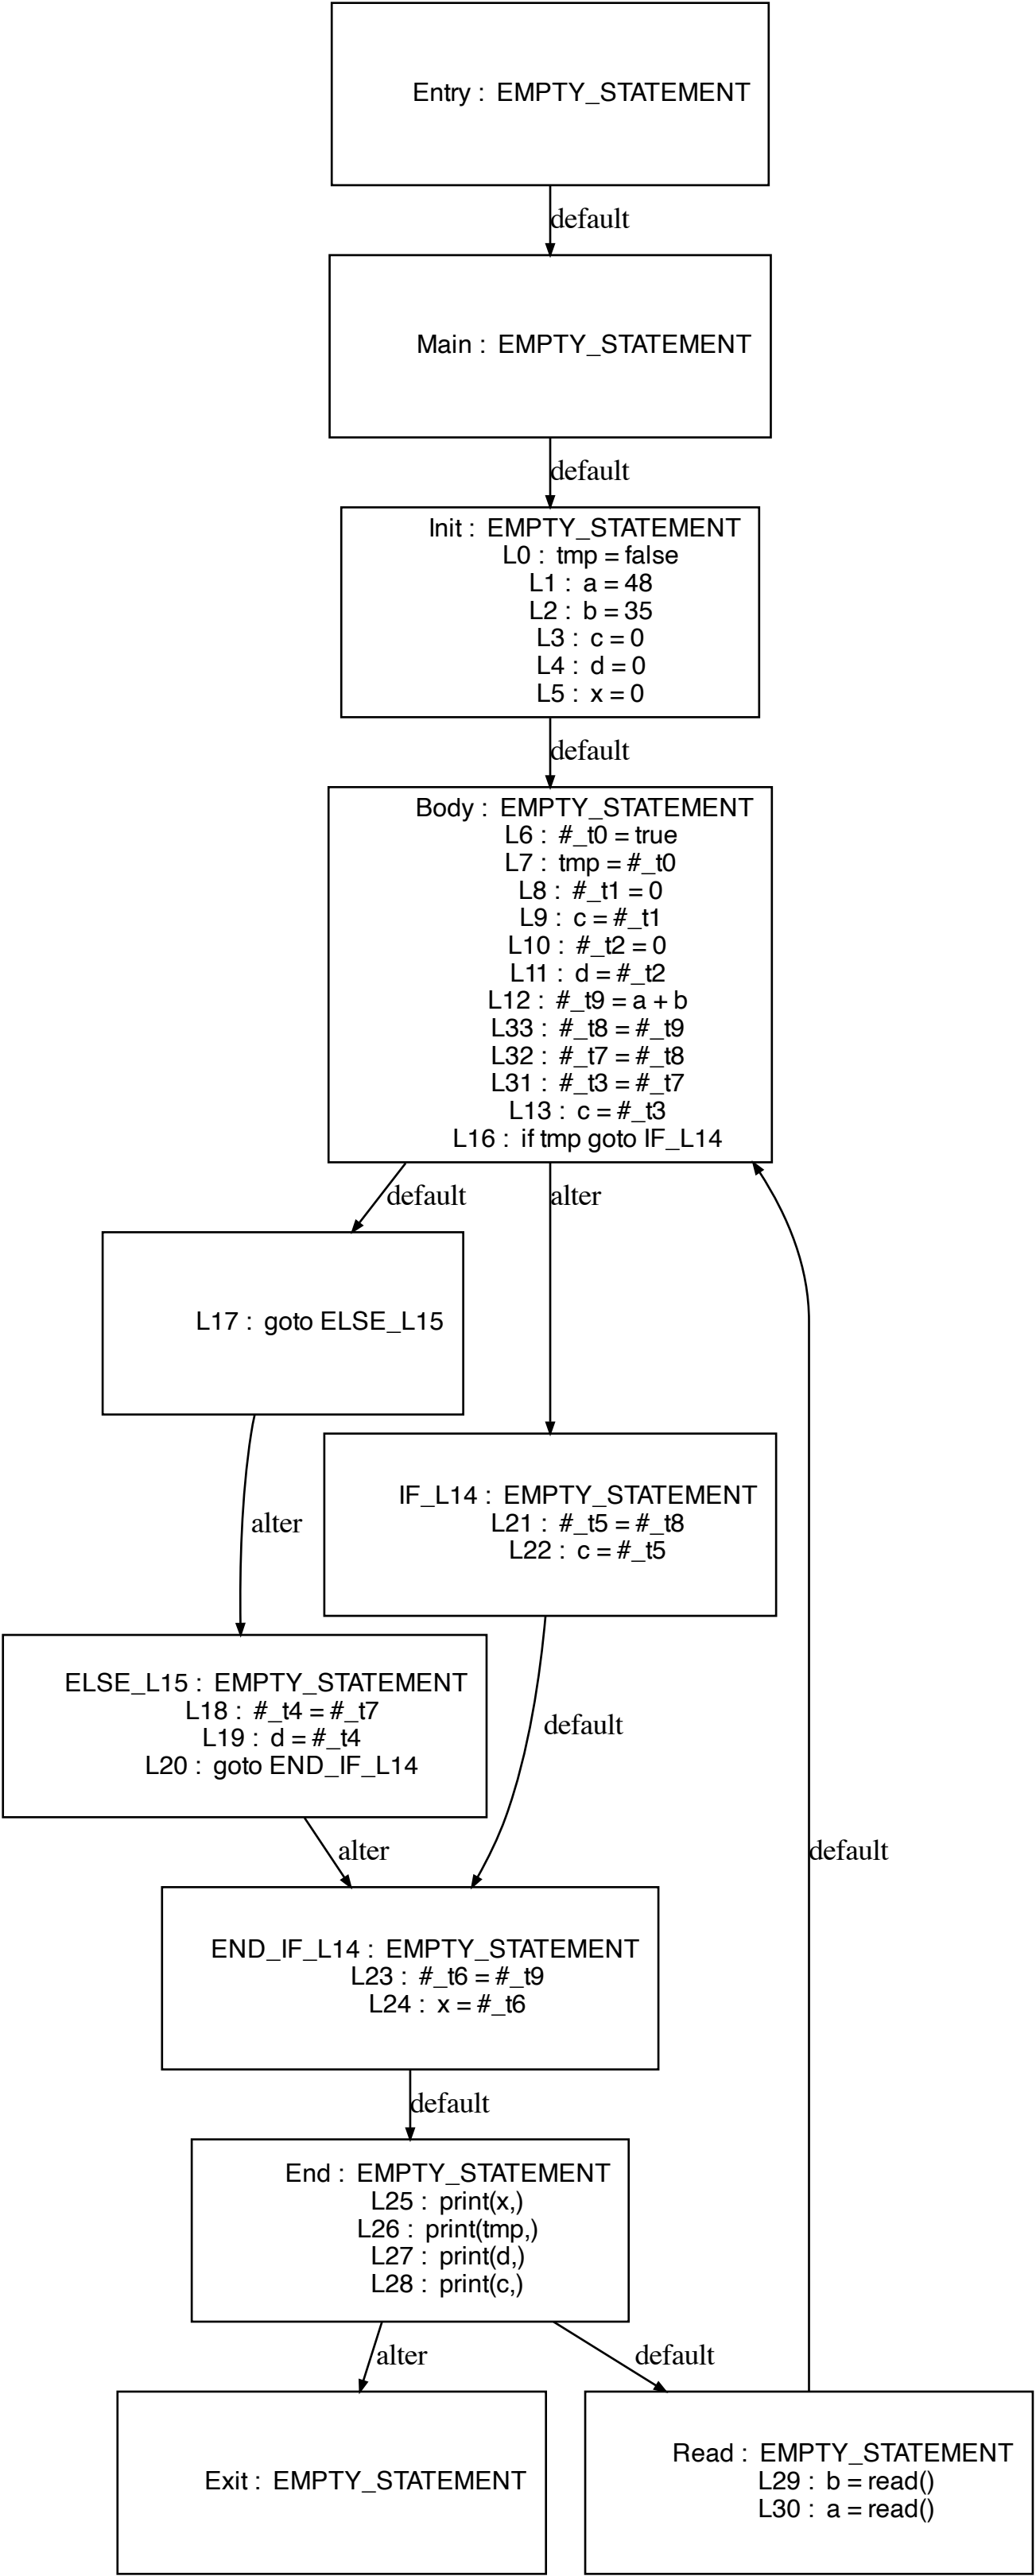 Entry : EMPTY_STATEMENT
default
Main : EMPTY_STATEMENT
default
Init : EMPTY_STATEMENT
L0 : tmp = false
L1 : a = 48
L2 : b = 35
L3 : c = 0
L4 : d = 0
L5 : x = 0
default
Body : EMPTY_STATEMENT
L6 : #_t0 = true
L7 : tmp = #_t0
L8 : #_t1 = 0
L9 : c = #_t1
L10 : #_t2 = 0
L11 : d = #_t2
L12 : #_t9 = a + b
L33 : #_t8 = #_t9
L32 : #_t7 = #_t8
L31 : #_t3 = #_t7
L13 : c = #_t3
L16 : if tmp goto IF_L14
default
alter
L17 : goto ELSE_L15
IF_L14 : EMPTY_STATEMENT
L21 : #_t5 = #_t8
L22 : c = #_t5
alter
ELSE_L15 : EMPTY_STATEMENT
L18 : #_t4 = #_t7
L19 : d = #_t4
L20 : goto END_IF_L14
default
alter
default
END_IF_L14 : EMPTY_STATEMENT
L23 : #_t6 = #_t9
L24 : x = #_t6
default
End : EMPTY_STATEMENT
L25 : print(x,)
L26 : print(tmp,)
L27 : print(d,)
L28 : print(c,)
alter
default
Exit : EMPTY_STATEMENT
Read : EMPTY_STATEMENT
L29 : b = read()
L30 : a = read()